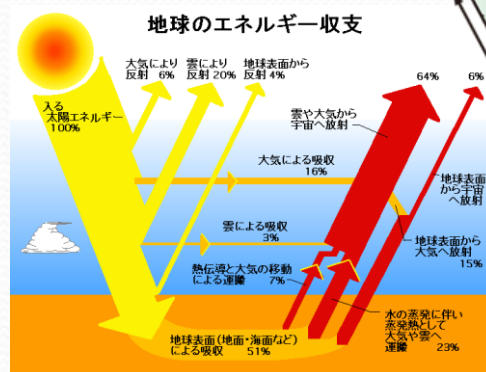 地球のエネルギー収支
大気により
反射 6%
雲により
反射20%
地球表面から
反射4%
64%
6%
入る
太陽エネルギー
100%
雲や大気から
宇宙へ放射
大気による吸収
16%
地球表面
から宇宙
へ放射
雲による吸収
3%
地球表面から
大気へ放射
15%
熱伝導と大気の移動
による運搬 7%
水の蒸発に伴い
蒸発熱として
大気や雲へ
運搬 23%
地球表面(地面・海面など)
による吸収 51%